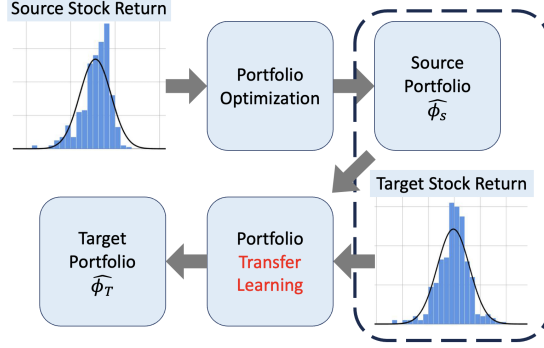 Source Stock Return
Portfolio
Optimization
Source
Portfolio
$\widehat{\phi_s}$
Target Stock Return
Portfolio
Transfer
Learning
Target
Portfolio
$\widehat{\phi_T}$